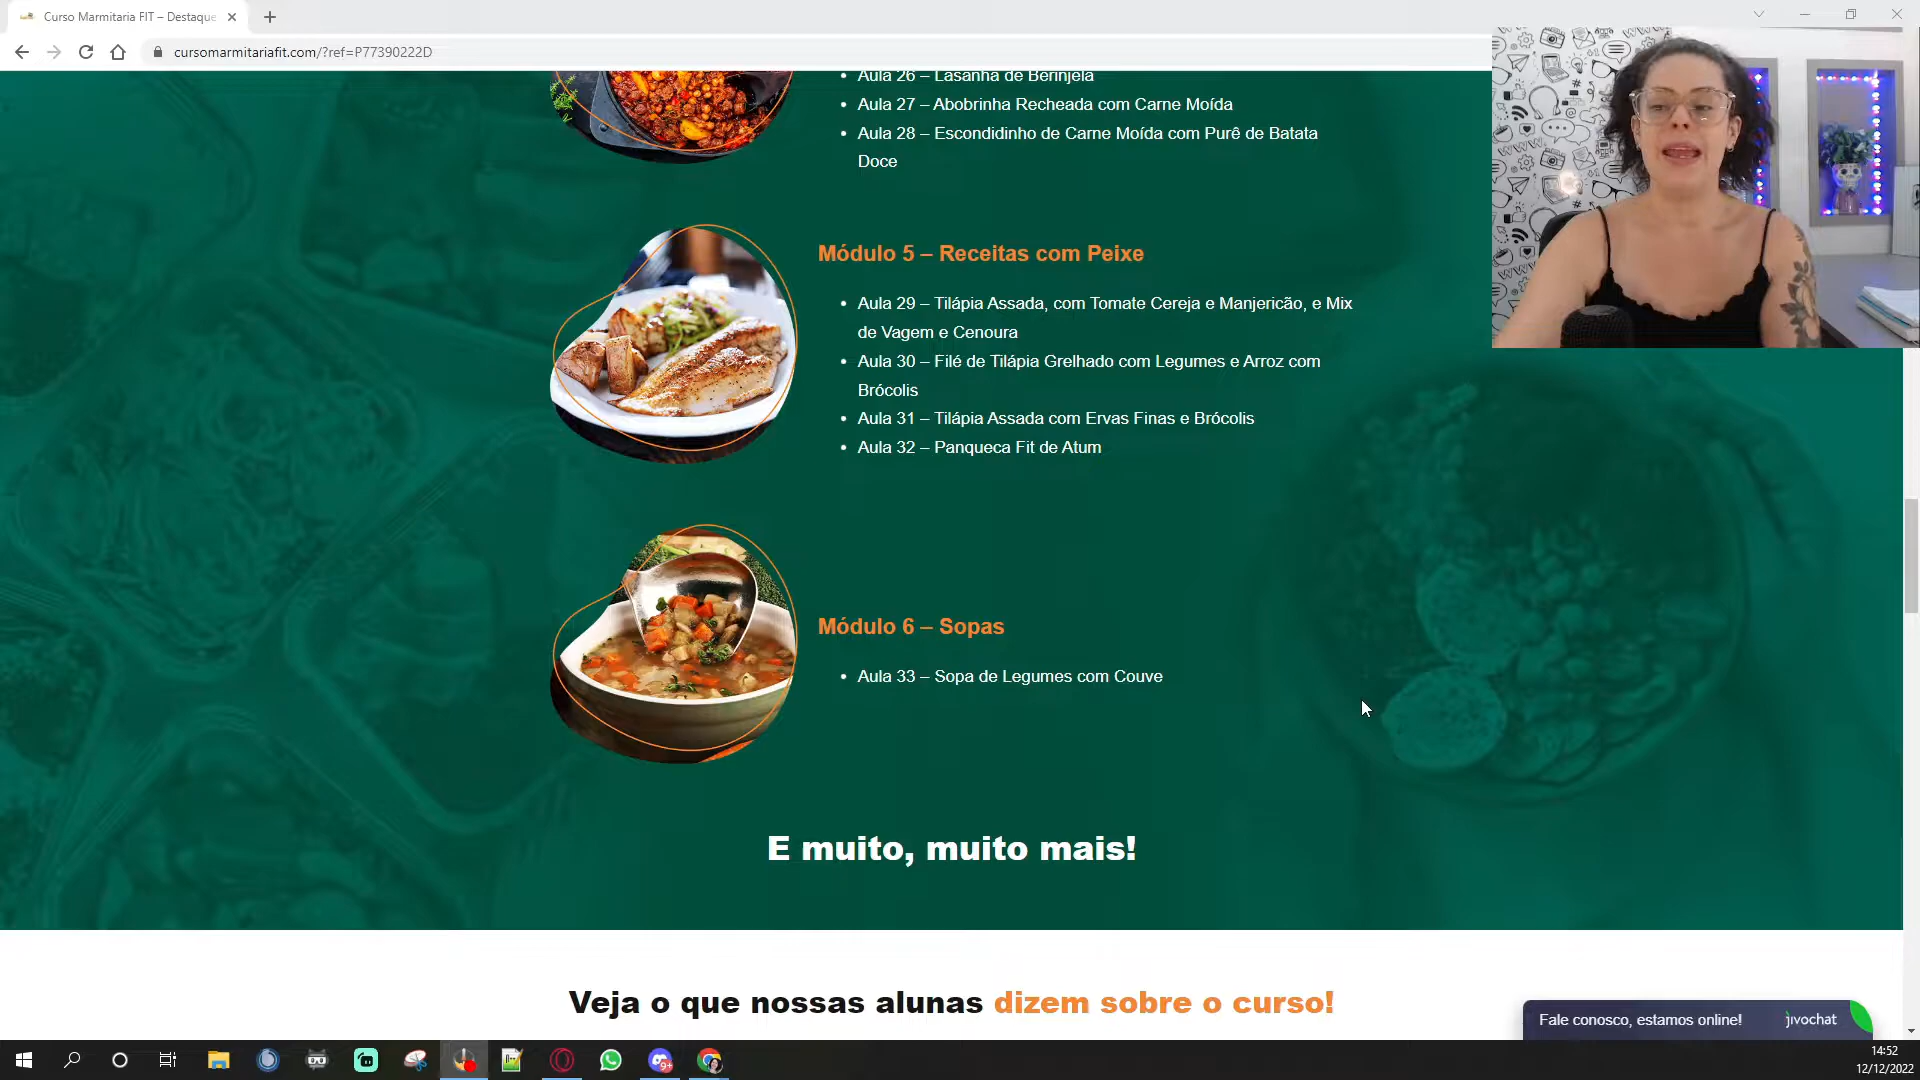 Curso Marmitaria FIT – Destaque
cursomarmitariafit.com/?ref=P77390222D
• Aula 26 – Lasanha de Berinjela
• Aula 27 – Abobrinha Recheada com Carne Moída
• Aula 28 – Escondidinho de Carne Moída com Purê de Batata
Doce
Módulo 5 – Receitas com Peixe
• Aula 29 – Tilápia Assada, com Tomate Cereja e Manjericão, e Mix
de Vagem e Cenoura
• Aula 30 – Filé de Tilápia Grelhado com Legumes e Arroz com
Brócolis
• Aula 31 – Tilápia Assada com Ervas Finas e Brócolis
• Aula 32 – Panqueca Fit de Atum
Módulo 6 – Sopas
• Aula 33 – Sopa de Legumes com Couve
E muito, muito mais!
Veja o que nossas alunas dizem sobre o curso!
Fale conosco, estamos online! jivochat
9+
14:52
12/12/2022